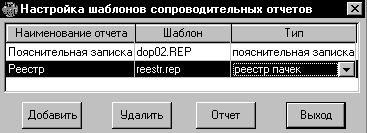 Настройка шаблонов сопроводительных отчетов
Наименование отчета Шаблон Тип
Пояснительная записка dop02.REP пояснительная записка
Реестр reestr.rep реестр пачек
Добавить Удалить Отчет Выход